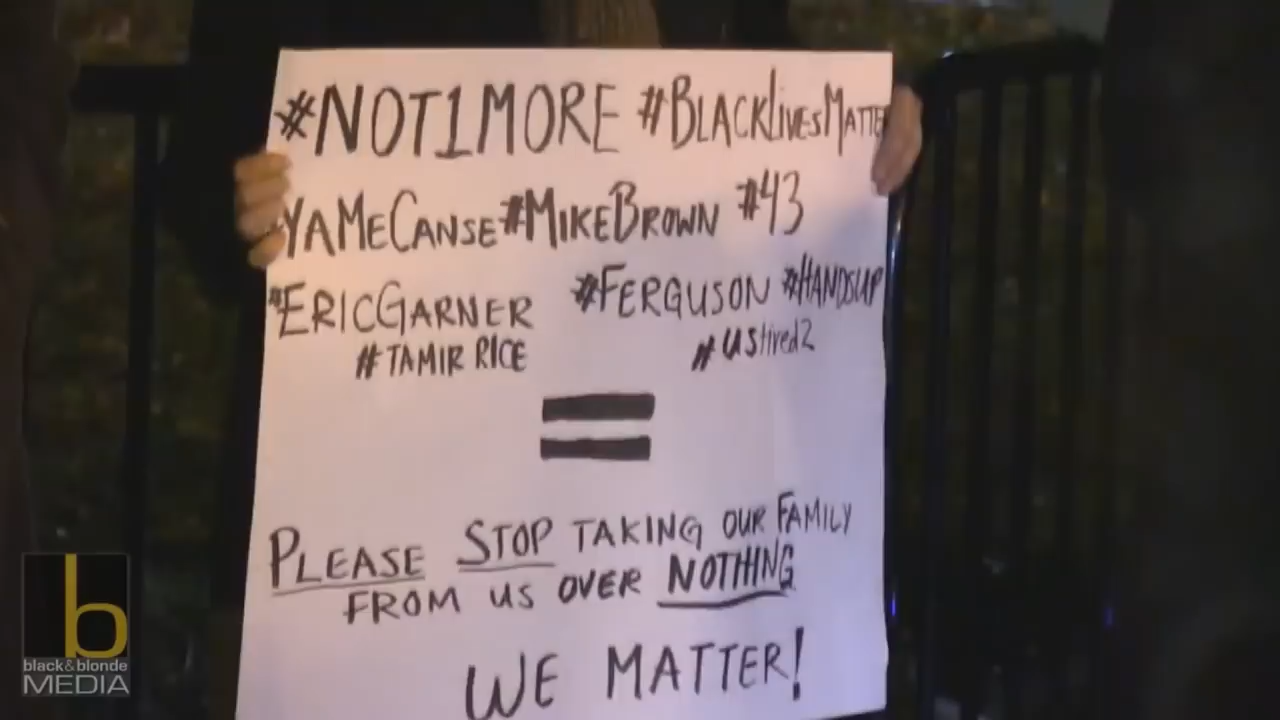 #NOT1MORE #BLACKLivesMATTE
#YAMECANSE #MIKEBROWN #43
#ERICGARNER #FERGUSON #HANDSUP
#TAMIR RICE #USTired2
=
PLEASE STOP TAKING OUR FAMILY
FROM US OVER NOTHING
WE MATTER!
b
black&blonde
MEDIA